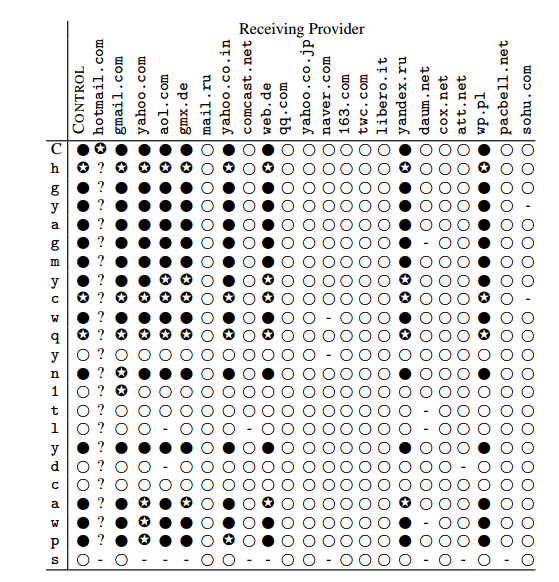 Receiving Provider
CONTROL hotmail.com gmail.com yahoo.com aol.com gmx.de mail.ru yahoo.co.in comcast.net web.de qq.com yahoo.co.jp naver.com 163.com twc.com libero.it yandex.ru daum.net cox.net att.net wp.pl pacbell.net sohu.com
C ● ✪ ● ● ● ● ○ ● ○ ● ○ ○ ○ ○ ○ ○ ● ○ ○ ○ ● ○ ○
h ✪ ? ✪ ✪ ✪ ✪ ○ ✪ ○ ✪ ○ ○ ○ ○ ○ ○ ✪ ○ ○ ○ ✪ ○ ○
g ● ? ● ● ● ● ○ ● ○ ● ○ ○ ○ ○ ○ ○ ● ○ ○ ○ ● ○ ○
y ● ? ● ● ● ● ○ ● ○ ● ○ ○ ○ ○ ○ ○ ● ○ ○ ○ ● ○ -
a ● ? ● ● ● ● ○ ● ○ ● ○ ○ ○ ○ ○ ○ ● ○ ○ ○ ● ○ ○
g ● ? ● ● ● ● ○ ● ○ ● ○ ○ ○ ○ ○ ○ ● - ○ ○ ● ○ ○
m ● ? ● ● ● ● ○ ● ○ ● ○ ○ ○ ○ ○ ○ ● ○ ○ ○ ● ○ ○
y ● ? ● ● ✪ ✪ ○ ● ○ ✪ ○ ○ ○ ○ ○ ○ ✪ ○ ○ ○ ● ○ ○
c ✪ ? ✪ ✪ ✪ ✪ ○ ✪ ○ ✪ ○ ○ ○ ○ ○ ○ ✪ ○ ○ ○ ✪ ○ -
w ● ? ● ● ● ● ○ ● ○ ● ○ ○ - ○ ○ ○ ● ○ ○ ○ ● ○ ○
q ✪ ? ✪ ✪ ✪ ✪ ○ ✪ ○ ✪ ○ ○ ○ ○ ○ ○ ✪ ○ ○ ○ ✪ ○ ○
y ○ ? ○ ○ ○ ○ ○ ○ ○ ○ ○ ○ - ○ ○ ○ ○ ○ ○ ○ ○ ○ ○
n ● ? ✪ ● ● ● ○ ● ○ ● ○ ○ ○ ○ ○ ○ ● ○ ○ ○ ● ○ ○
1 ○ ? ✪ ○ ○ ○ ○ ○ ○ ○ ○ ○ ○ ○ ○ ○ ○ ○ ○ ○ ○ ○ ○
t ○ ? ○ ○ ○ ○ ○ ○ ○ ○ ○ ○ ○ ○ ○ ○ ○ - ○ ○ ○ ○ ○
l ○ ? ○ ○ - ○ ○ ○ - ○ ○ ○ ○ ○ ○ ○ ○ - ○ ○ ○ ○ ○
y ● ? ● ● ● ● ○ ● ○ ● ○ ○ ○ ○ ○ ○ ● ○ ○ ○ ● ○ ○
d ○ ? ○ ○ - ○ ○ ○ ○ ○ ○ ○ ○ ○ ○ ○ ○ ○ ○ - ○ ○ ○
c ○ ? ○ ○ ○ ○ ○ ○ ○ ○ ○ ○ ○ ○ ○ ○ ○ ○ ○ ○ ○ ○ ○
a ● ? ● ✪ ● ✪ ○ ● ○ ✪ ○ ○ ○ ○ ○ ○ ✪ ○ ○ ○ ● ○ ○
w ● ? ● ✪ ● ● ○ ● ○ ● ○ ○ ○ ○ ○ ○ ● - ○ ○ ● ○ ○
p ● ? ● ✪ ● ● ○ ✪ ○ ● ○ ○ ○ ○ ○ ○ ● ○ ○ ○ ● ○ ○
s ○ - ○ - - - ○ ○ - - ○ - - ○ ○ ○ ○ - ○ - ○ - ○